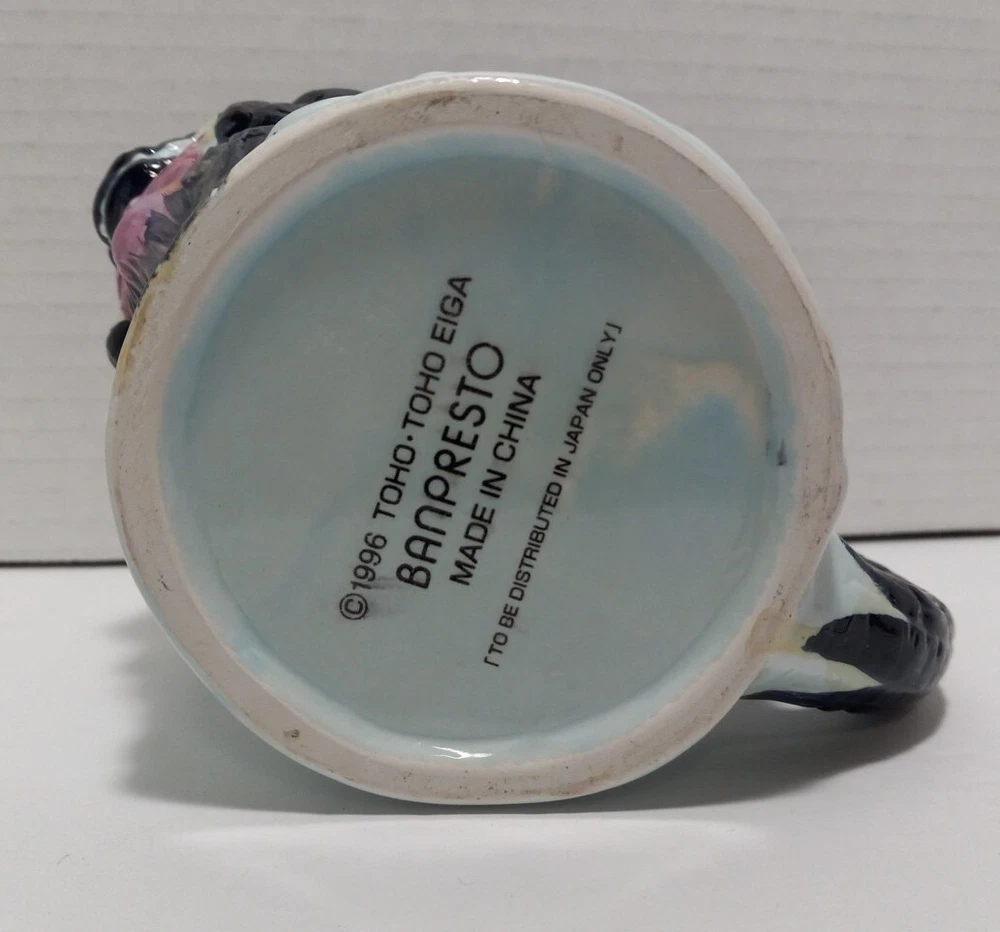 ©1996 TOHO·TOHO EIGA
BANPRESTO
MADE IN CHINA
「TO BE DISTRIBUTED IN JAPAN ONLY」